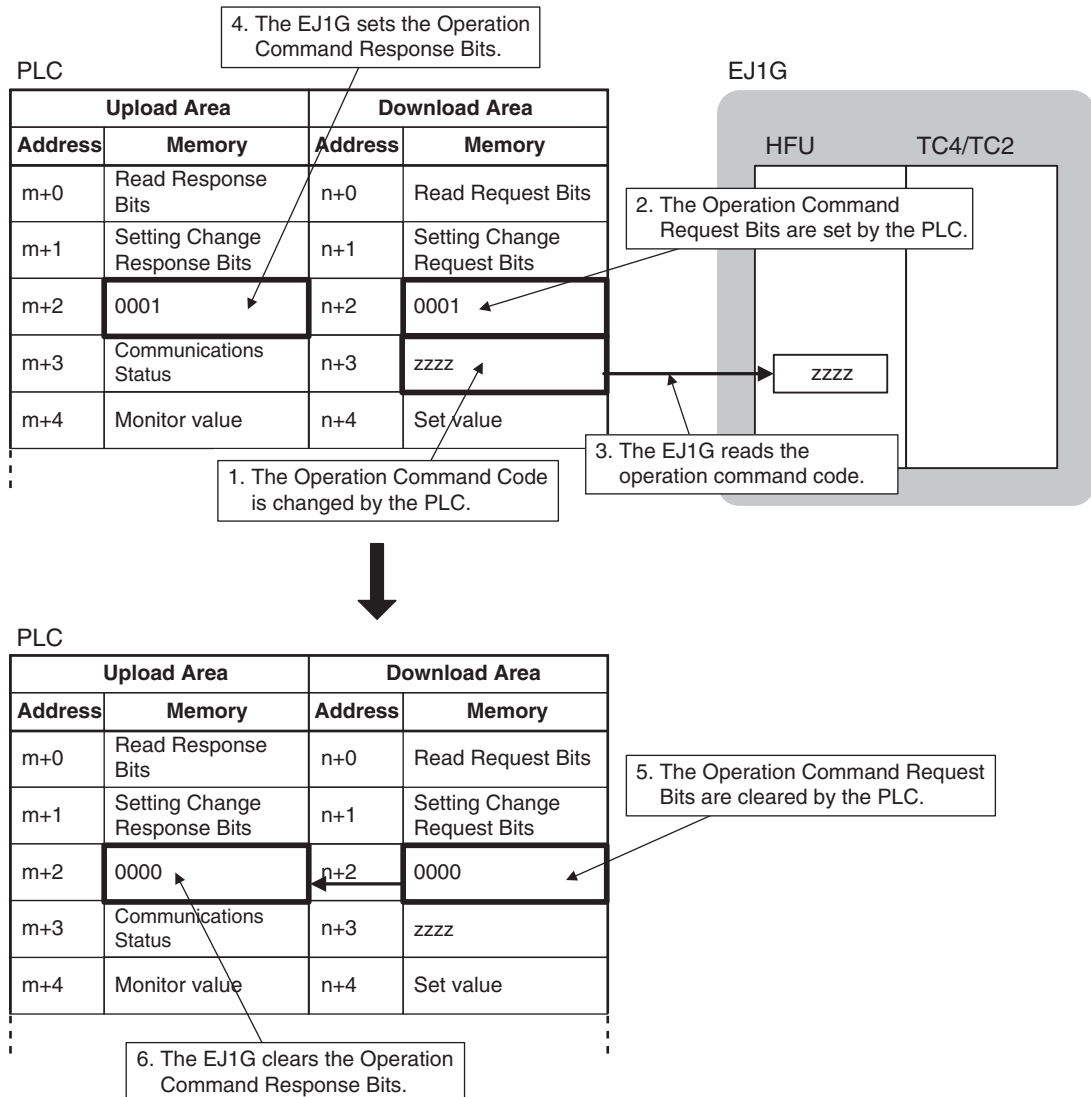 4. The EJ1G sets the Operation
Command Response Bits.
PLC
EJ1G
Upload Area Download Area
Address Memory Address Memory
HFU TC4/TC2
m+0 Read Response Bits n+0 Read Request Bits
2. The Operation Command
Request Bits are set by the PLC.
m+1 Setting Change Response Bits n+1 Setting Change Request Bits
m+2 0001 n+2 0001
m+3 Communications Status n+3 zzzz
zzzz
m+4 Monitor value n+4 Set value
3. The EJ1G reads the
operation command code.
1. The Operation Command Code
is changed by the PLC.
PLC
Upload Area Download Area
Address Memory Address Memory
m+0 Read Response Bits n+0 Read Request Bits
5. The Operation Command Request
Bits are cleared by the PLC.
m+1 Setting Change Response Bits n+1 Setting Change Request Bits
m+2 0000 n+2 0000
m+3 Communications Status n+3 zzzz
m+4 Monitor value n+4 Set value
6. The EJ1G clears the Operation
Command Response Bits.